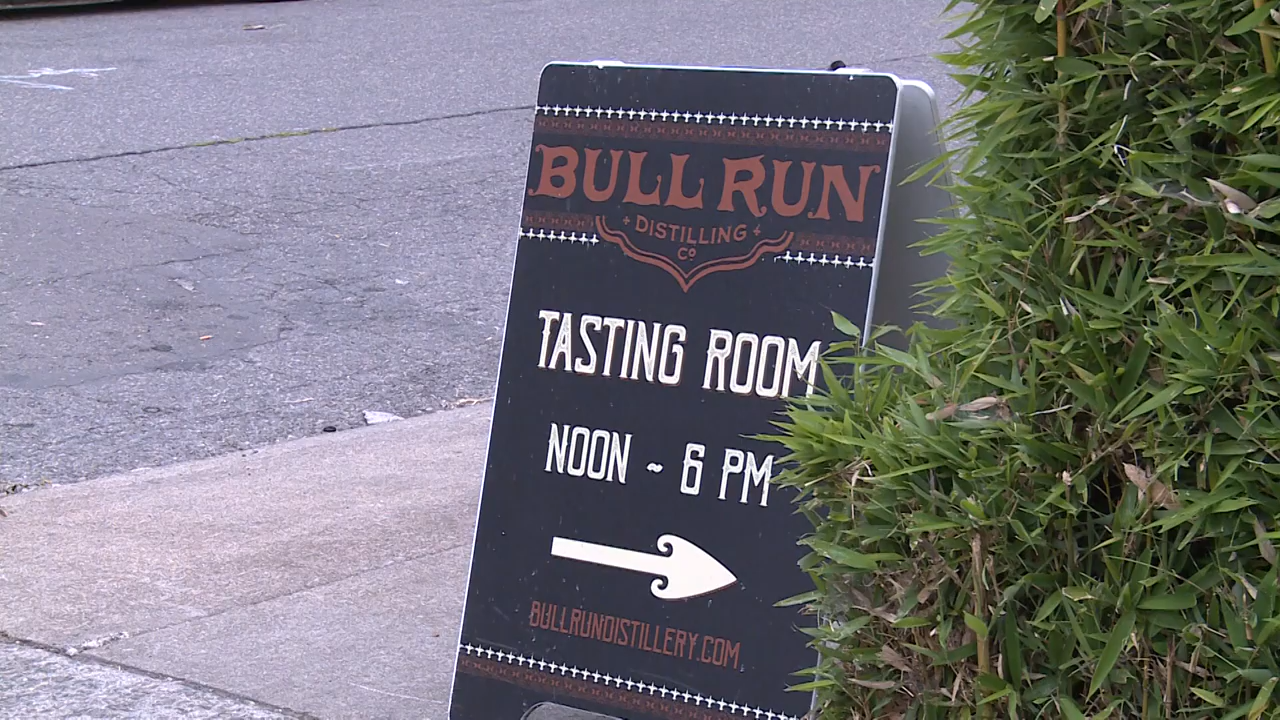 BULL RUN
DISTILLING
CO
TASTING ROOM
NOON ~ 6 PM
BULLRUNDISTILLERY.COM